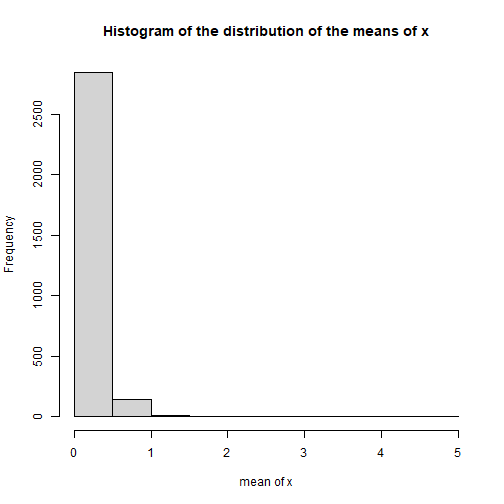 Histogram of the distribution of the means of x
Frequency
2500
2000
1500
1000
500
0
0 1 2 3 4 5
mean of x